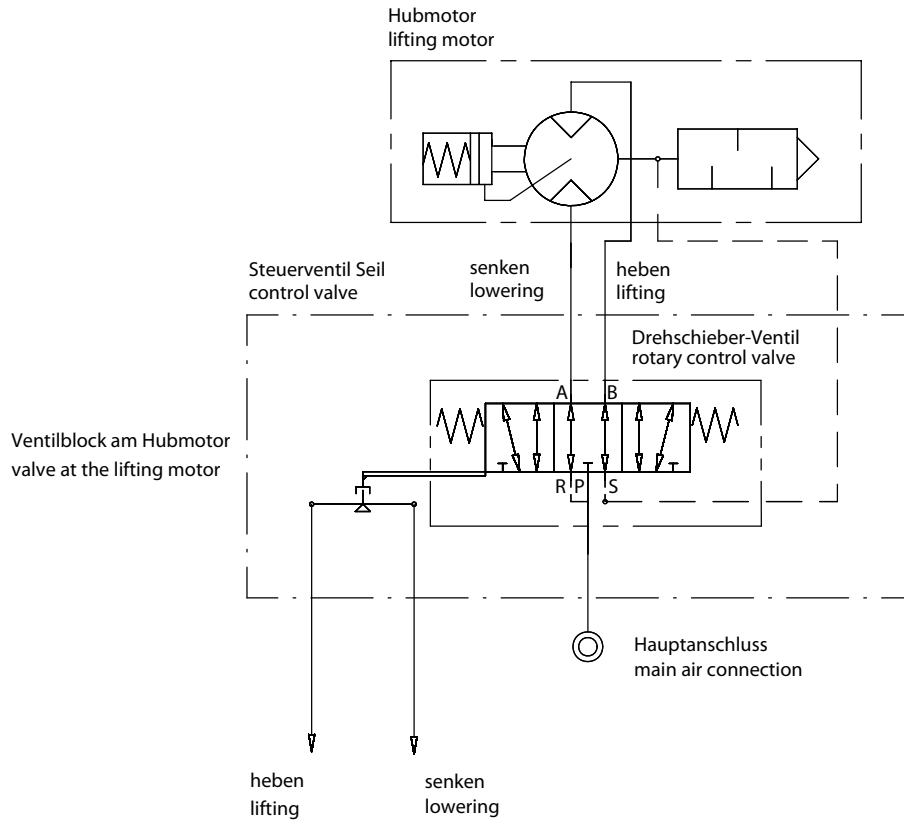 Hubmotor
lifting motor
Steuerventil Seil
control valve
senken
lowering
heben
lifting
Drehschieber-Ventil
rotary control valve
A B
Ventilblock am Hubmotor
valve at the lifting motor
R P S
Hauptanschluss
main air connection
heben
lifting
senken
lowering